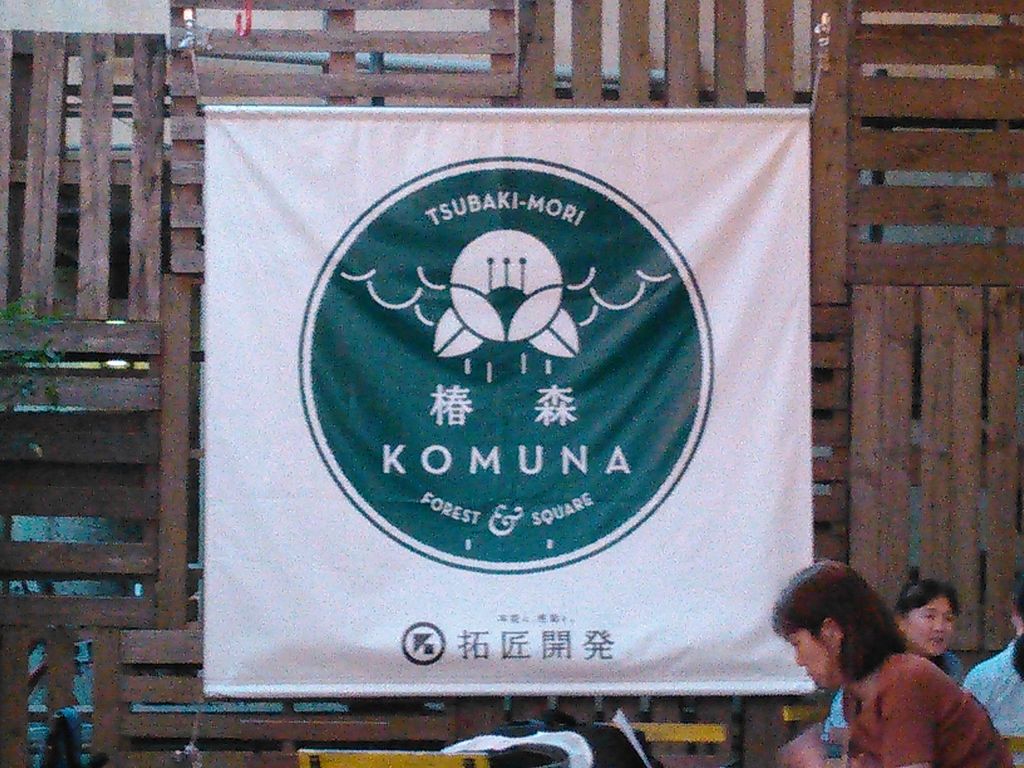 TSUBAKI-MORI
椿 森
KOMUNA
FOREST & SQUARE
拓匠開発